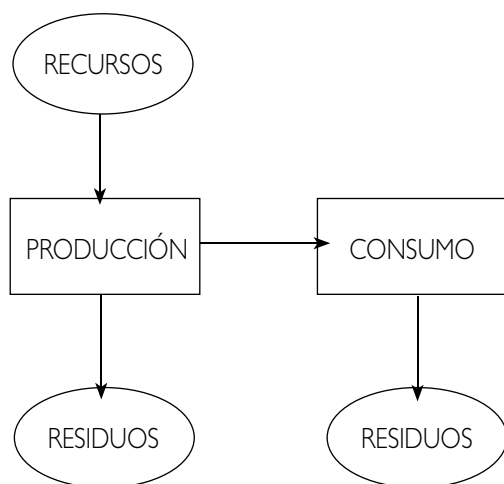 RECURSOS
PRODUCCIÓN
CONSUMO
RESIDUOS
RESIDUOS